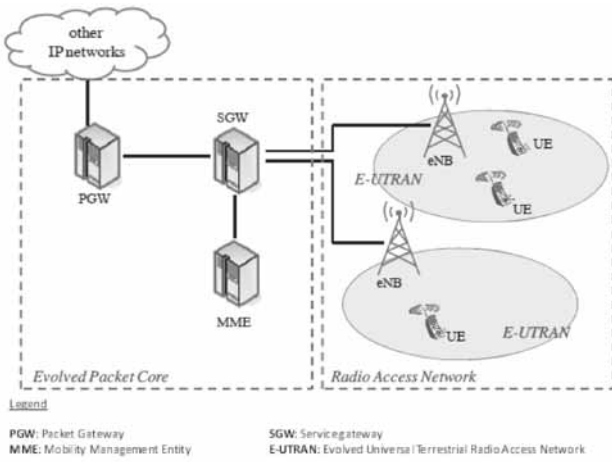 other
IP networks
SGW
PGW
MME
Evolved Packet Core
eNB
UE
E-UTRAN
UE
eNB
UE
E-UTRAN
Radio Access Network
Legend
PGW: Packet Gateway
SGW: Servicegateway
MME: Mobility Management Entity
E-UTRAN: Evolved Universal Terrestrial Radio Access Network